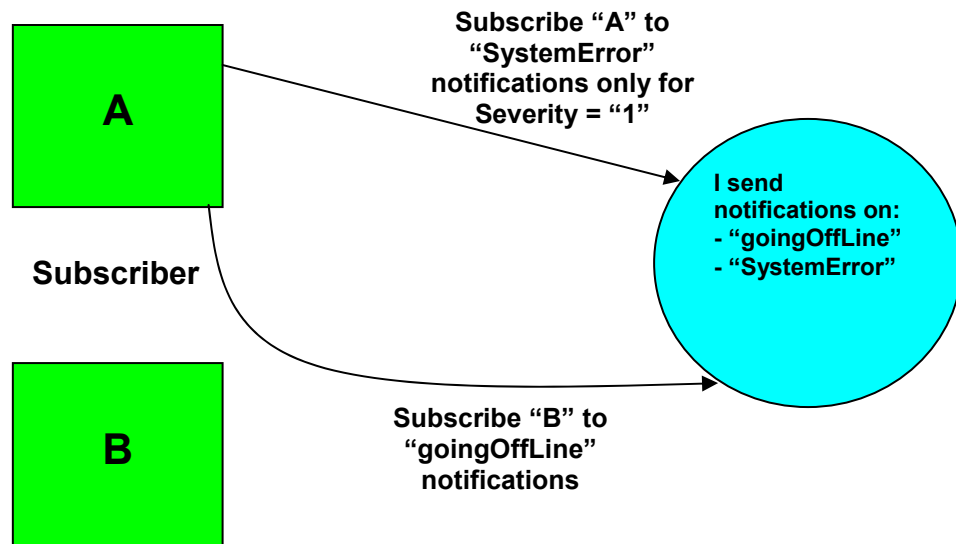 Subscribe “A” to
“SystemError”
notifications only for
Severity = “1”
A
I send
notifications on:
- “goingOffLine”
- “SystemError”
Subscriber
B
Subscribe “B” to
“goingOffLine”
notifications